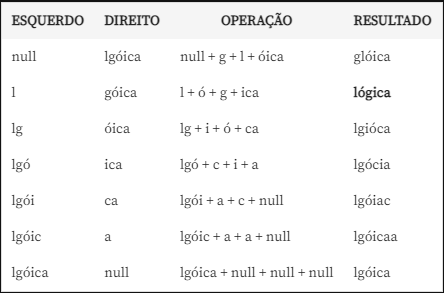 ESQUERDO DIREITO OPERAÇÃO RESULTADO
null lgóica null + g + l + óica glóica
l góica l + ó + g + ica lógica
lg óica lg + i + ó + ca lgióca
lgó ica lgó + c + i + a lgócia
lgói ca lgói + a + c + null lgóiac
lgóic a lgóic + a + a + null lgóicaa
lgóica null lgóica + null + null + null lgóica